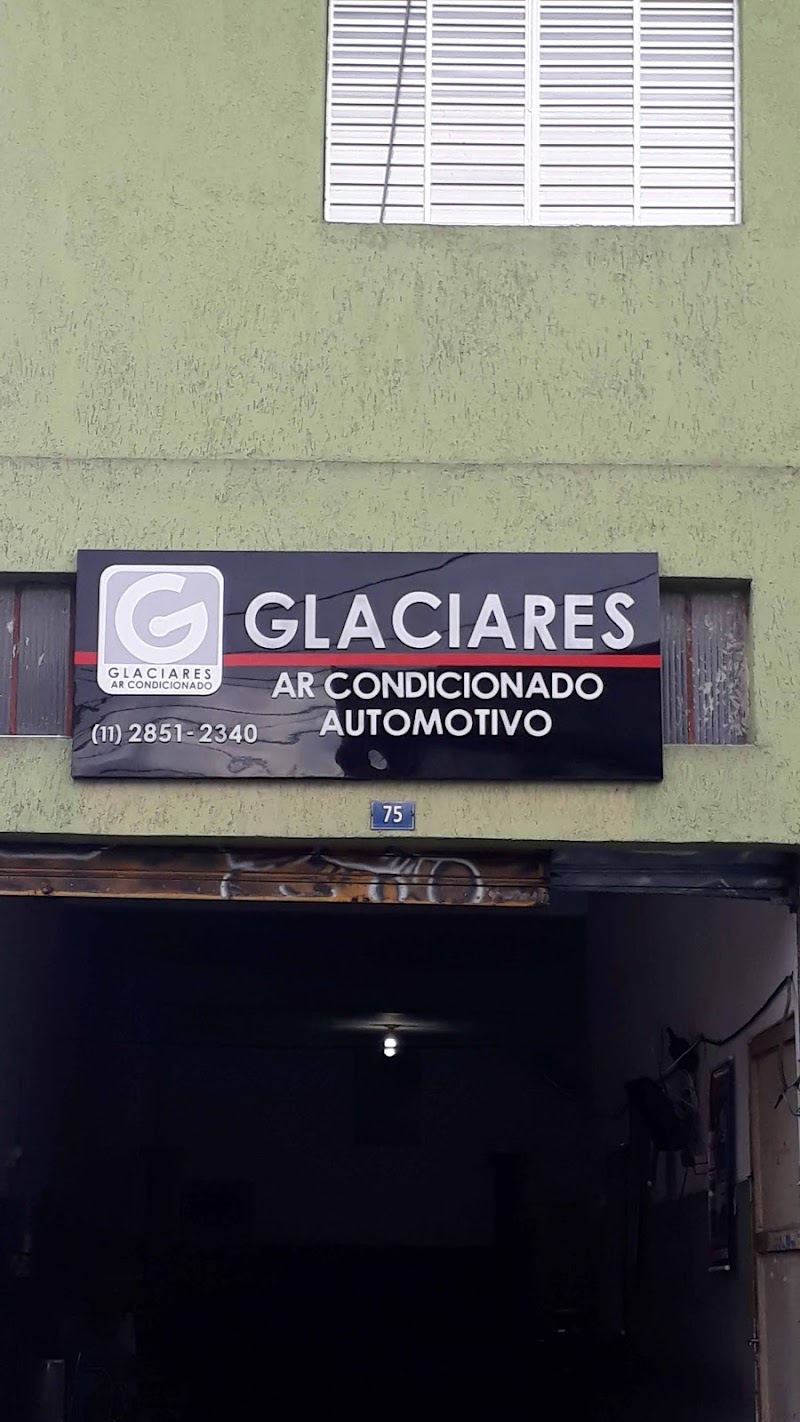 G
GLACIARES
AR CONDICIONADO
GLACIARES
AR CONDICIONADO
AUTOMOTIVO
(11) 2851-2340
75